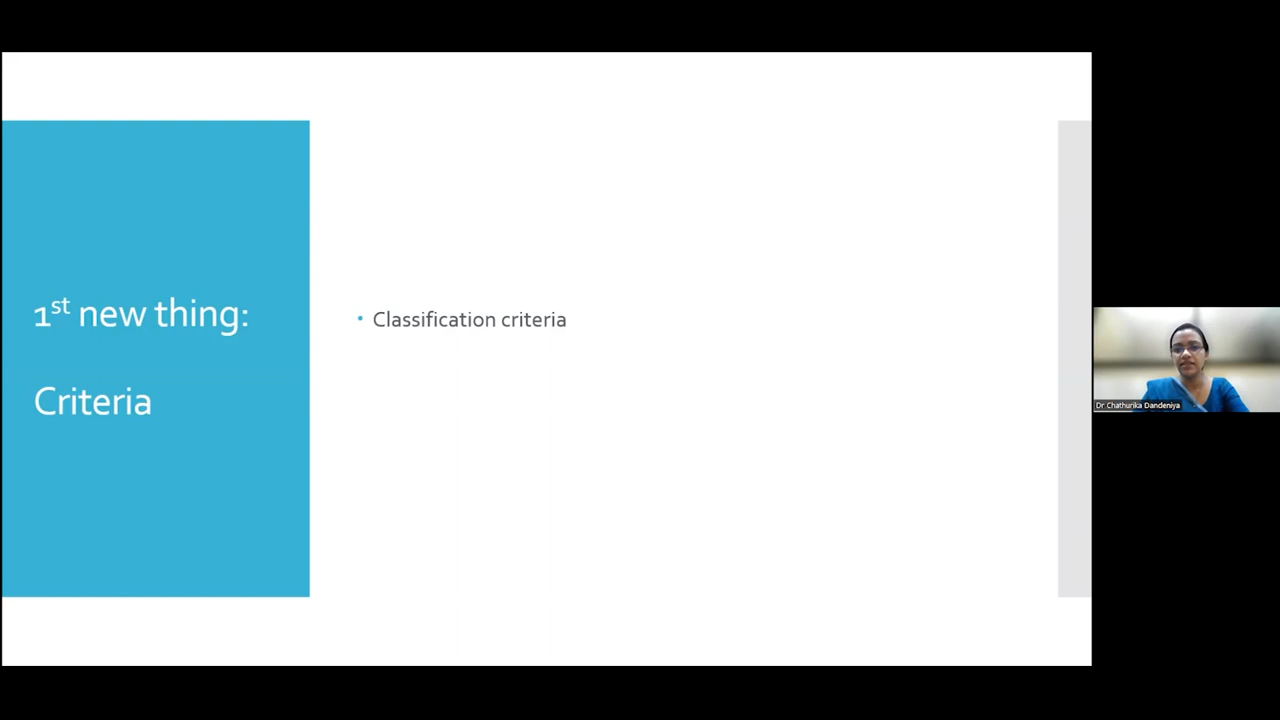 1st new thing:
Criteria
• Classification criteria
Dr Chathurika Dandeniya